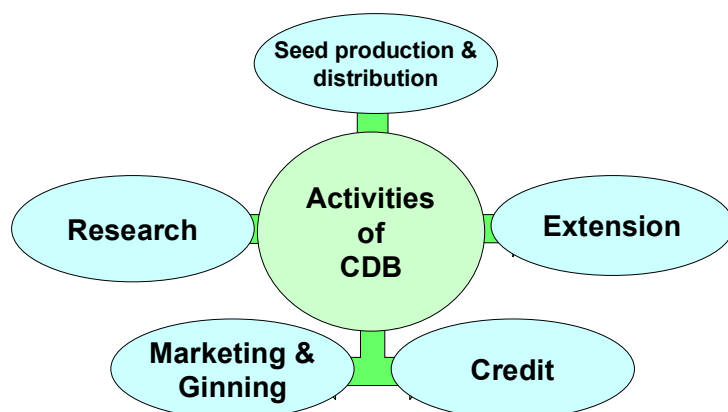 Seed production &
distribution
Activities
of
CDB
Research
Extension
Marketing &
Ginning
Credit